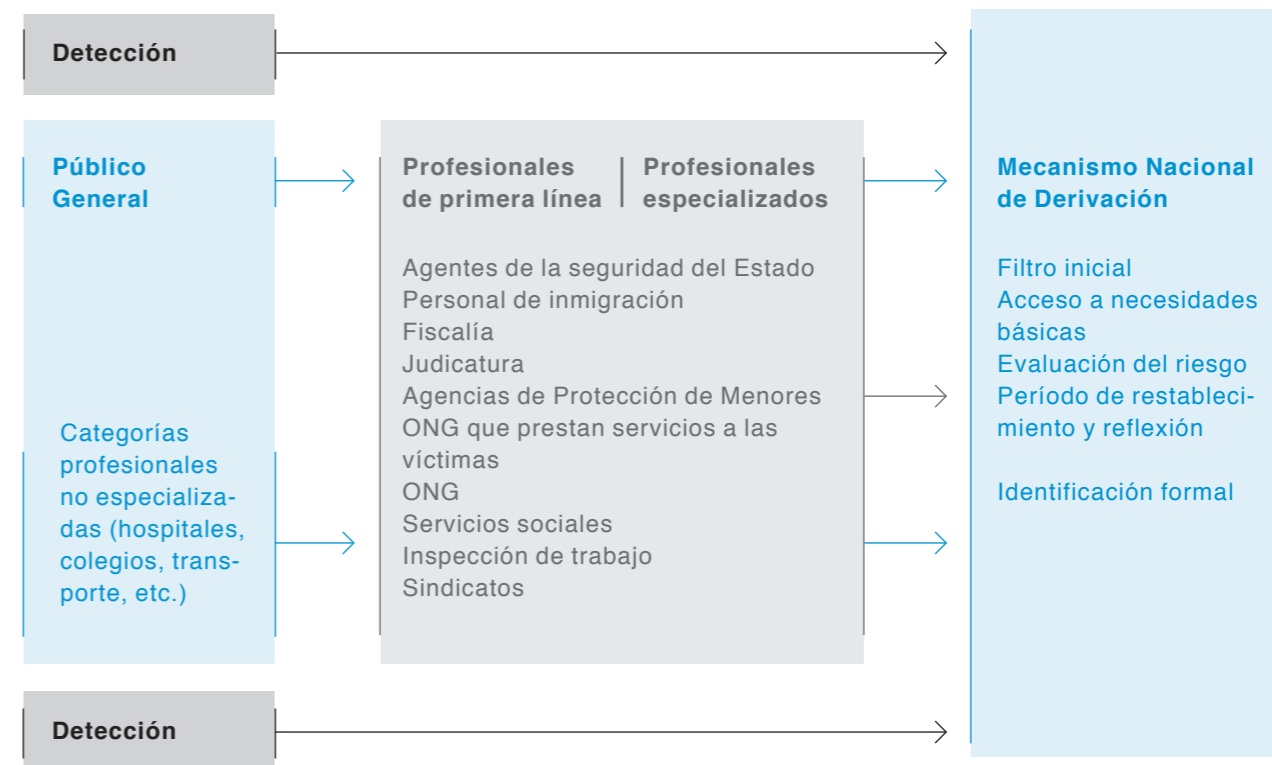 Detección
Público
General
Categorías
profesionales
no especializa-
das (hospitales,
colegios, trans-
porte, etc.)
Profesionales
de primera línea
Profesionales
especializados
Agentes de la seguridad del Estado
Personal de inmigración
Fiscalía
Judicatura
Agencias de Protección de Menores
ONG que prestan servicios a las
víctimas
ONG
Servicios sociales
Inspección de trabajo
Sindicatos
Mecanismo Nacional
de Derivación
Filtro inicial
Acceso a necesidades
básicas
Evaluación del riesgo
Período de restableci-
miento y reflexión
Identificación formal
Detección